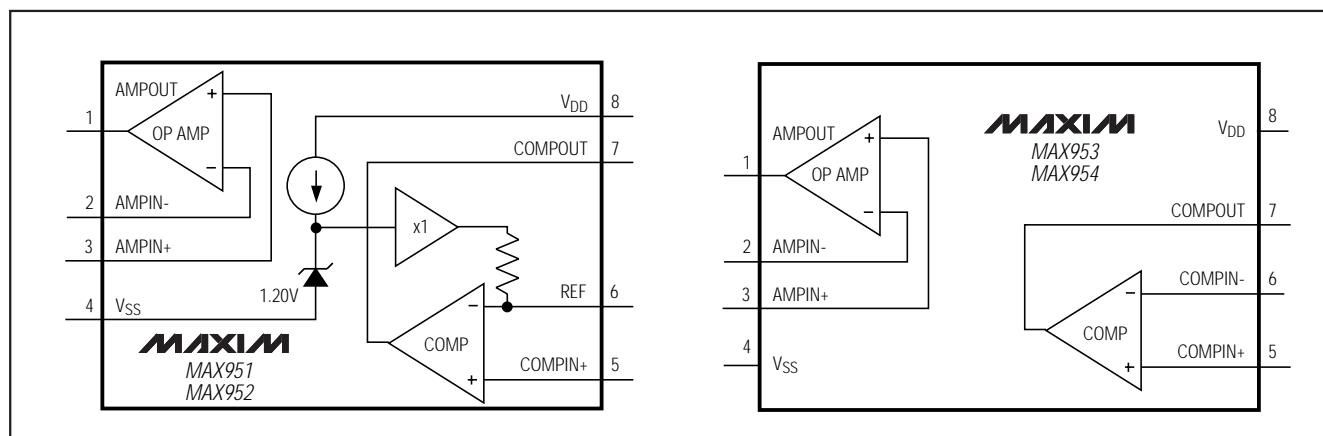 AMPOUT
1
OP AMP
+
−
2
AMPIN-
3
AMPIN+
4
VSS
1.20V
VDD
8
COMPOUT
7
x1
REF
6
−
COMP
+
COMPIN+
5
MAXIM
MAX951
MAX952
AMPOUT
1
OP AMP
+
−
2
AMPIN-
3
AMPIN+
4
VSS
MAXIM
MAX953
MAX954
VDD
8
COMPOUT
7
COMPIN-
6
−
COMP
+
COMPIN+
5